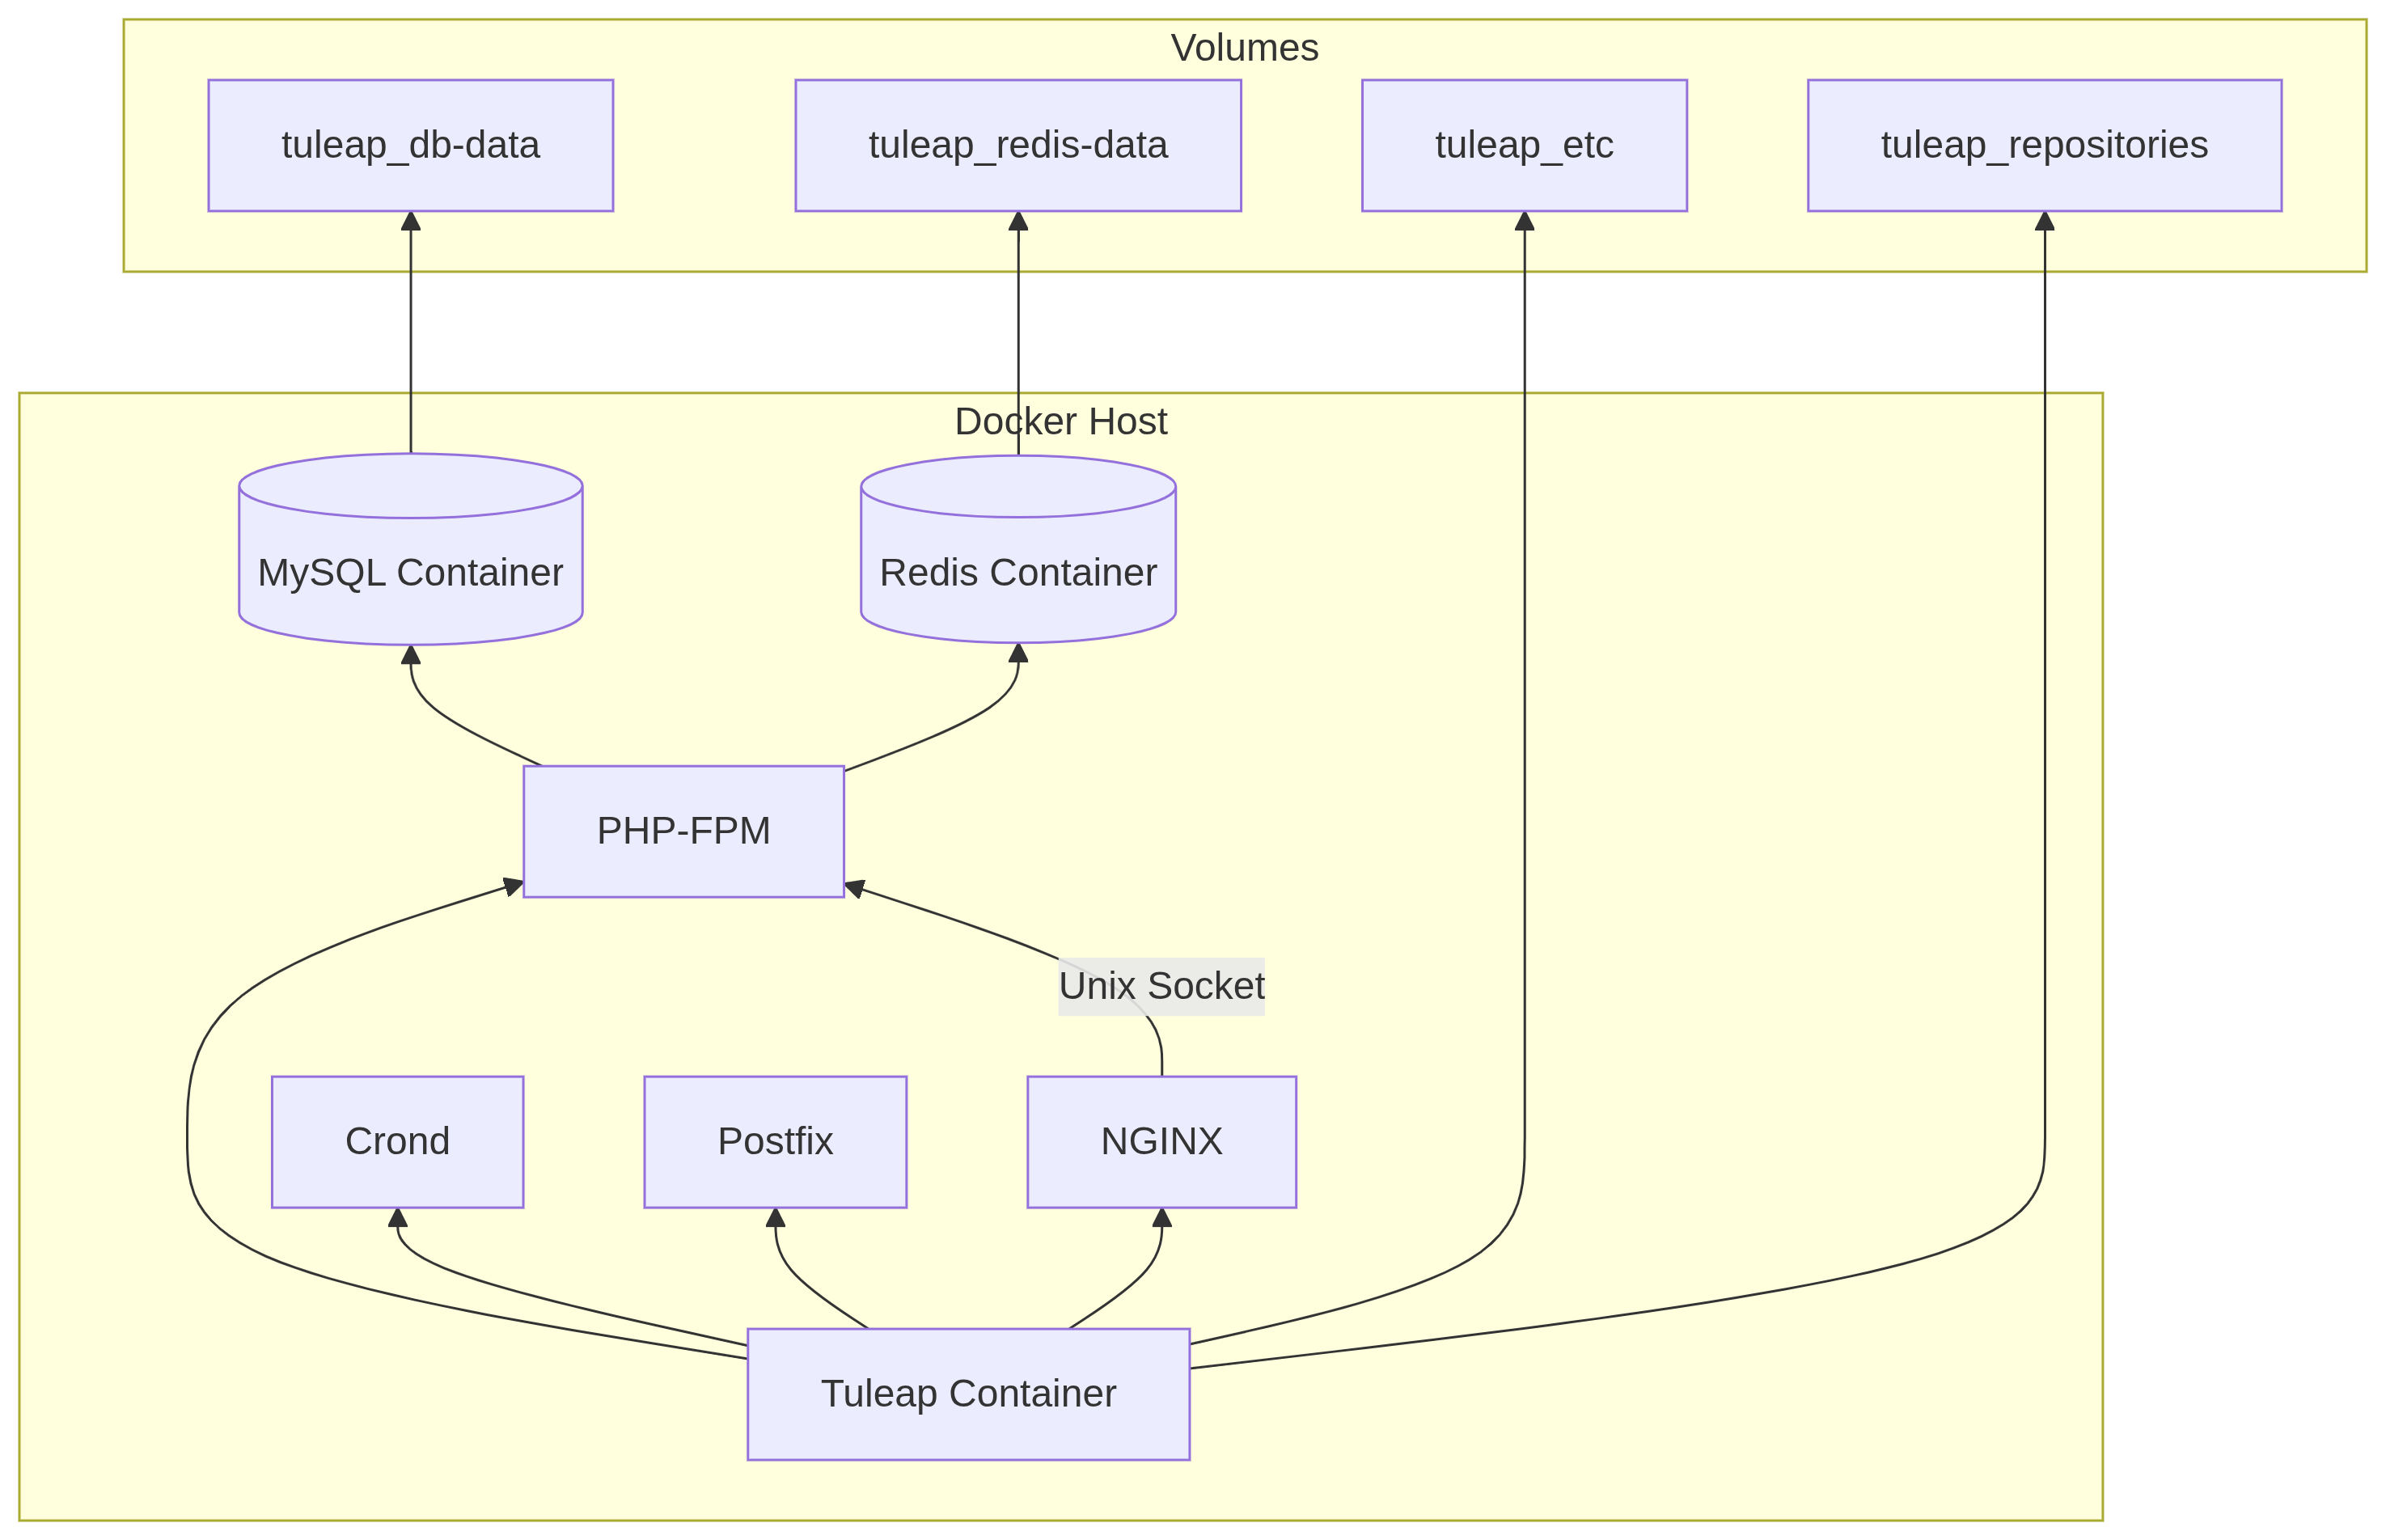 Volumes
tuleap_db-data
tuleap_redis-data
tuleap_etc
tuleap_repositories
Docker Host
MySQL Container
Redis Container
PHP-FPM
Unix Socket
Crond
Postfix
NGINX
Tuleap Container